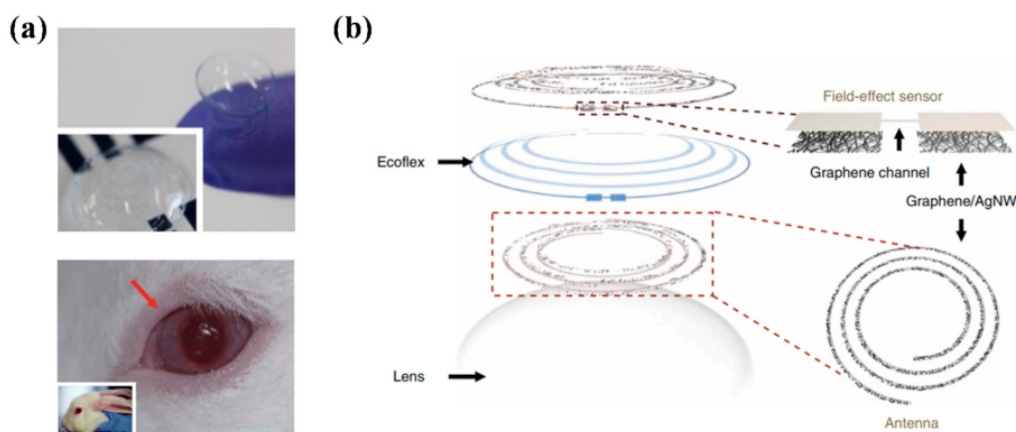 (a)
(b)
Field-effect sensor
Ecoflex
Graphene channel
Graphene/AgNW
Lens
Antenna